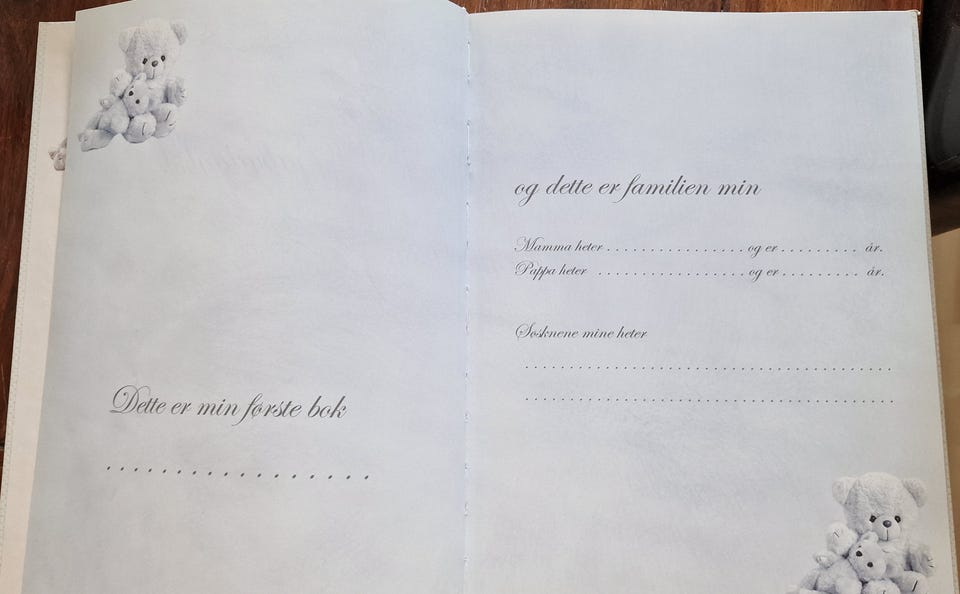 Dette er min første bok
. . . . . . . . . . . . . . . . . .
og dette er familien min
Mamma heter . . . . . . . . . . . . . . . . og er . . . . . . . . . år.
Pappa heter . . . . . . . . . . . . . . . . . og er . . . . . . . . . år.
Søsknene mine heter
. . . . . . . . . . . . . . . . . . . . . . . . . . . . . . . . . . . . . . . . . .
. . . . . . . . . . . . . . . . . . . . . . . . . . . . . . . . . . . . . . . . . .